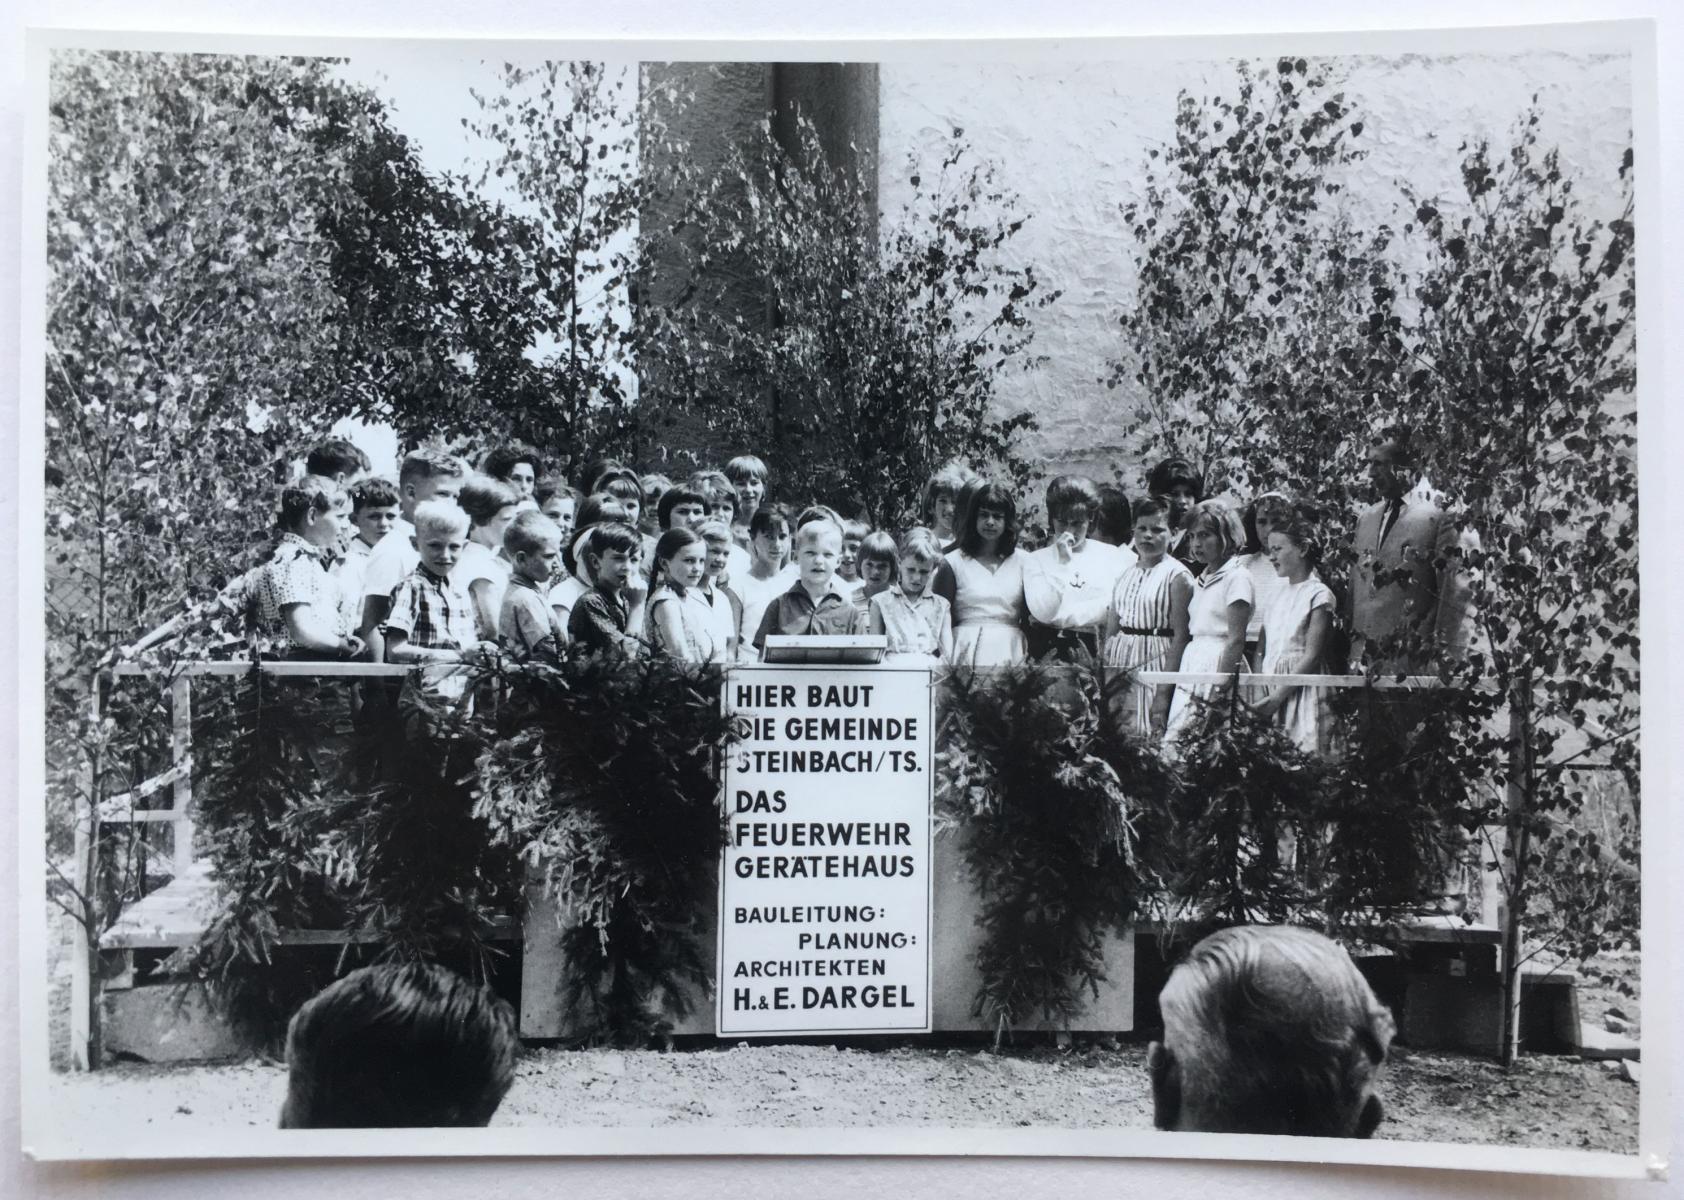 HIER BAUT
DIE GEMEINDE
STEINBACH/TS.
DAS
FEUERWEHR
GERÄTEHAUS
BAULEITUNG:
PLANUNG:
ARCHITEKTEN
H.&E. DARGEL